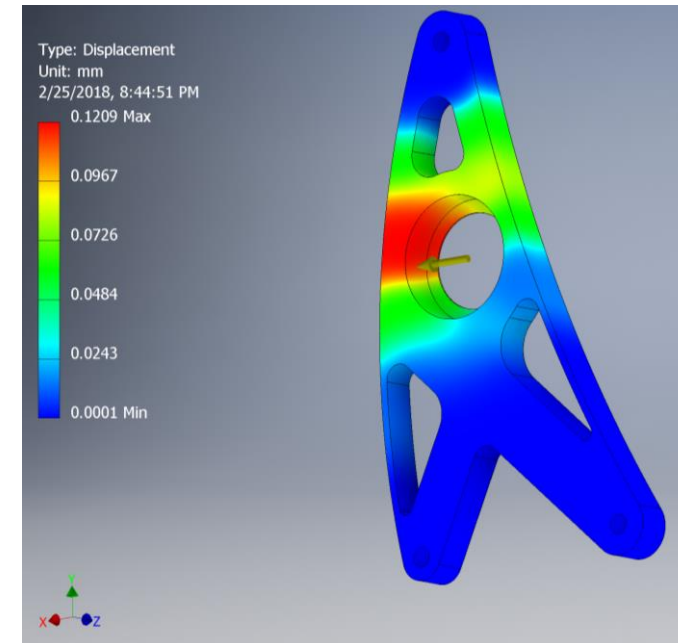 Type: Displacement
Unit: mm
2/25/2018, 8:44:51 PM
0.1209 Max
0.0967
0.0726
0.0484
0.0243
0.0001 Min
Y
X
Z